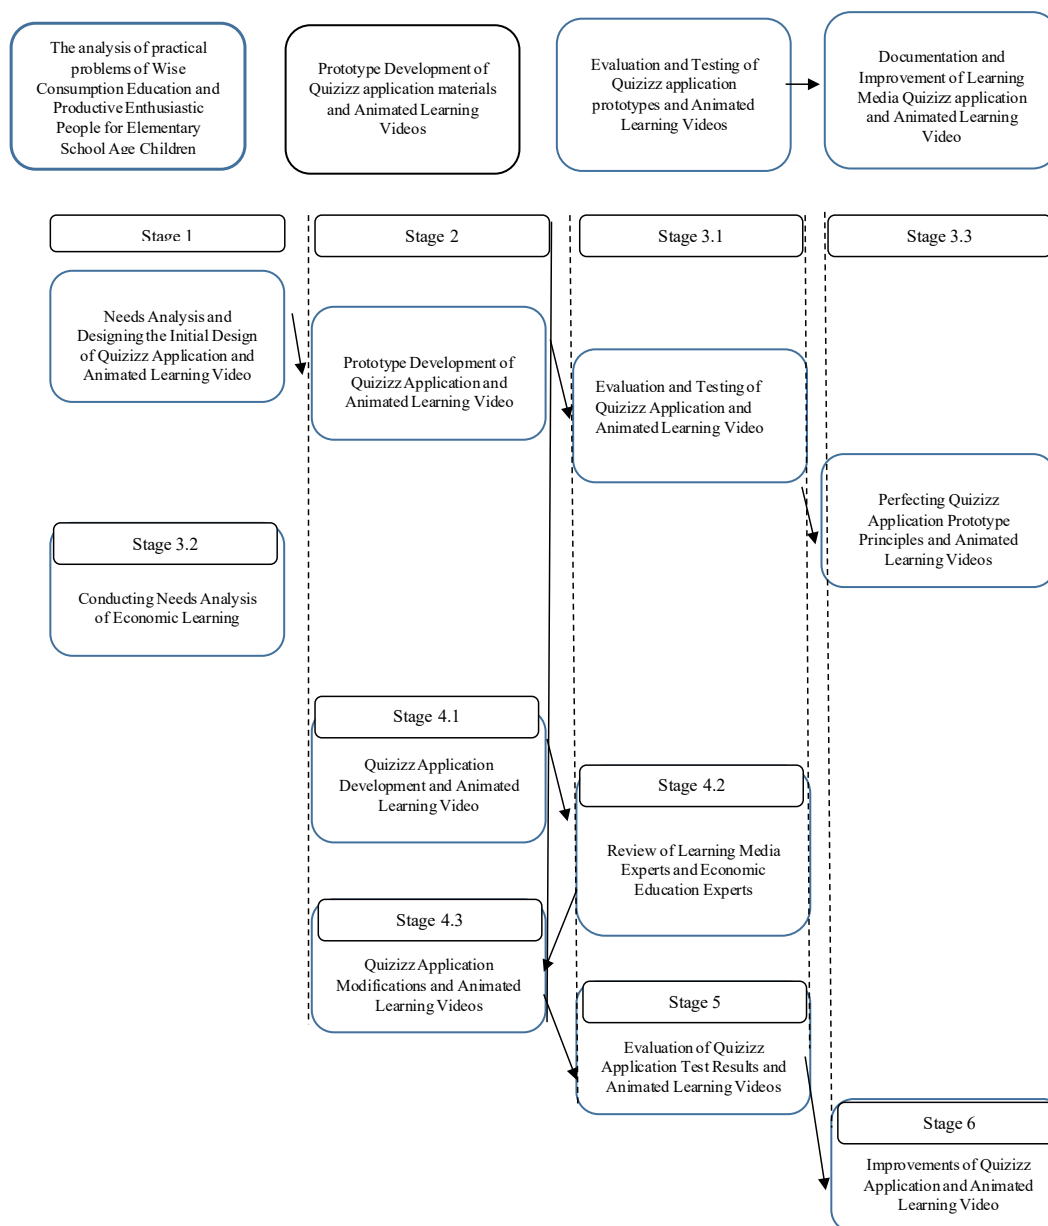 The analysis of practical
problems of Wise
Consumption Education and
Productive Enthusiastic
People for Elementary
School Age Children
Prototype Development of
Quizizz application materials
and Animated Learning
Videos
Evaluation and Testing of
Quizizz application
prototypes and Animated
Learning Videos
Documentation and
Improvement of Learning
Media Quizizz application
and Animated Learning
Video
Stage 1
Stage 2
Stage 3.1
Stage 3.3
Needs Analysis and
Designing the Initial Design
of Quizizz Application and
Animated Learning Video
Prototype Development of
Quizizz Application and
Animated Learning Video
Evaluation and Testing of
Quizizz Application and
Animated Learning Video
Perfecting Quizizz
Application Prototype
Principles and Animated
Learning Videos
Stage 3.2
Conducting Needs Analysis
of Economic Learning
Stage 4.1
Quizizz Application
Development and Animated
Learning Video
Stage 4.2
Review of Learning Media
Experts and Economic
Education Experts
Stage 4.3
Quizizz Application
Modifications and Animated
Learning Videos
Stage 5
Evaluation of Quizizz
Application Test Results and
Animated Learning Videos
Stage 6
Improvements of Quizizz
Application and Animated
Learning Video